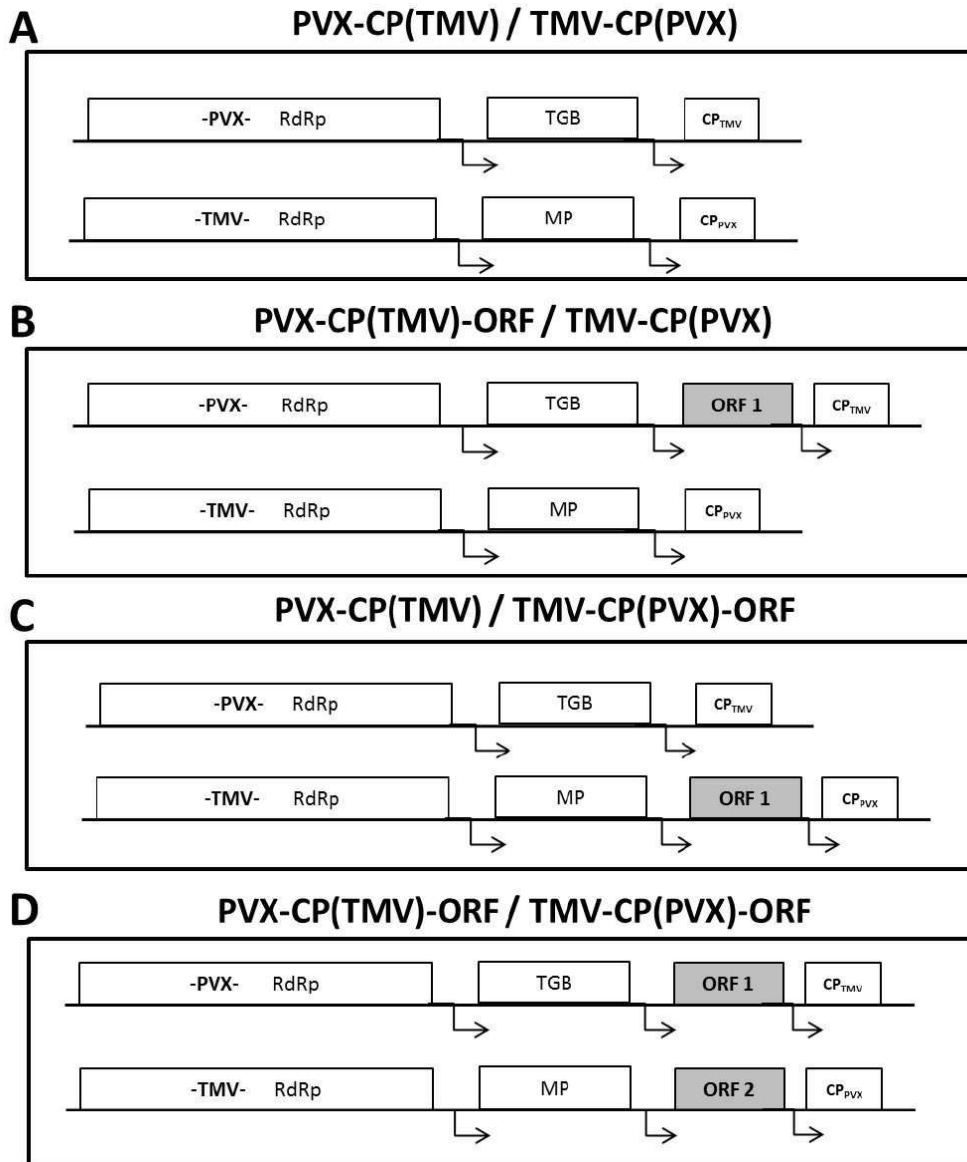 A
PVX-CP(TMV) / TMV-CP(PVX)
-PVX- RdRp TGB CPTMV
-TMV- RdRp MP CPPVX
B
PVX-CP(TMV)-ORF / TMV-CP(PVX)
-PVX- RdRp TGB ORF 1 CPTMV
-TMV- RdRp MP CPPVX
C
PVX-CP(TMV) / TMV-CP(PVX)-ORF
-PVX- RdRp TGB CPTMV
-TMV- RdRp MP ORF 1 CPPVX
D
PVX-CP(TMV)-ORF / TMV-CP(PVX)-ORF
-PVX- RdRp TGB ORF 1 CPTMV
-TMV- RdRp MP ORF 2 CPPVX